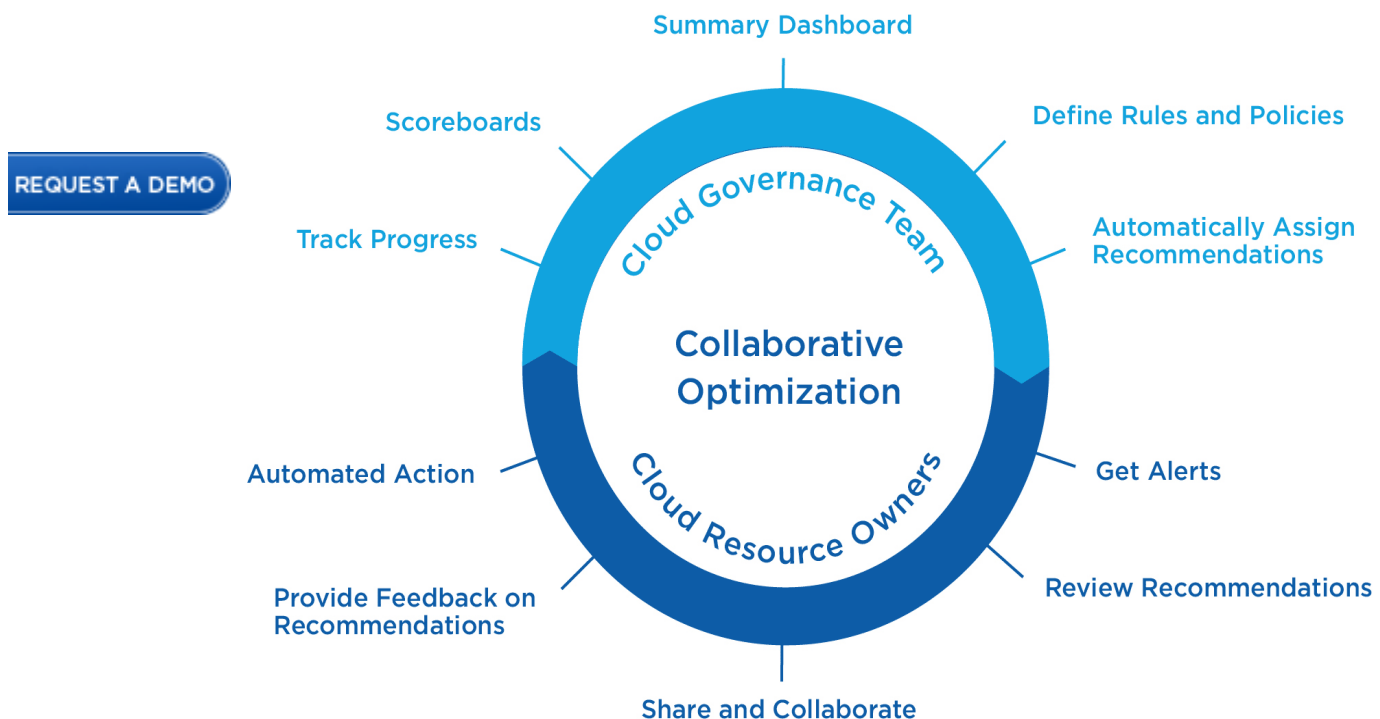 Summary Dashboard
Scoreboards
Define Rules and Policies
REQUEST A DEMO
Track Progress
Automatically Assign
Recommendations
Cloud Governance Team
Collaborative
Optimization
Cloud Resource Owners
Automated Action
Get Alerts
Provide Feedback on
Recommendations
Review Recommendations
Share and Collaborate